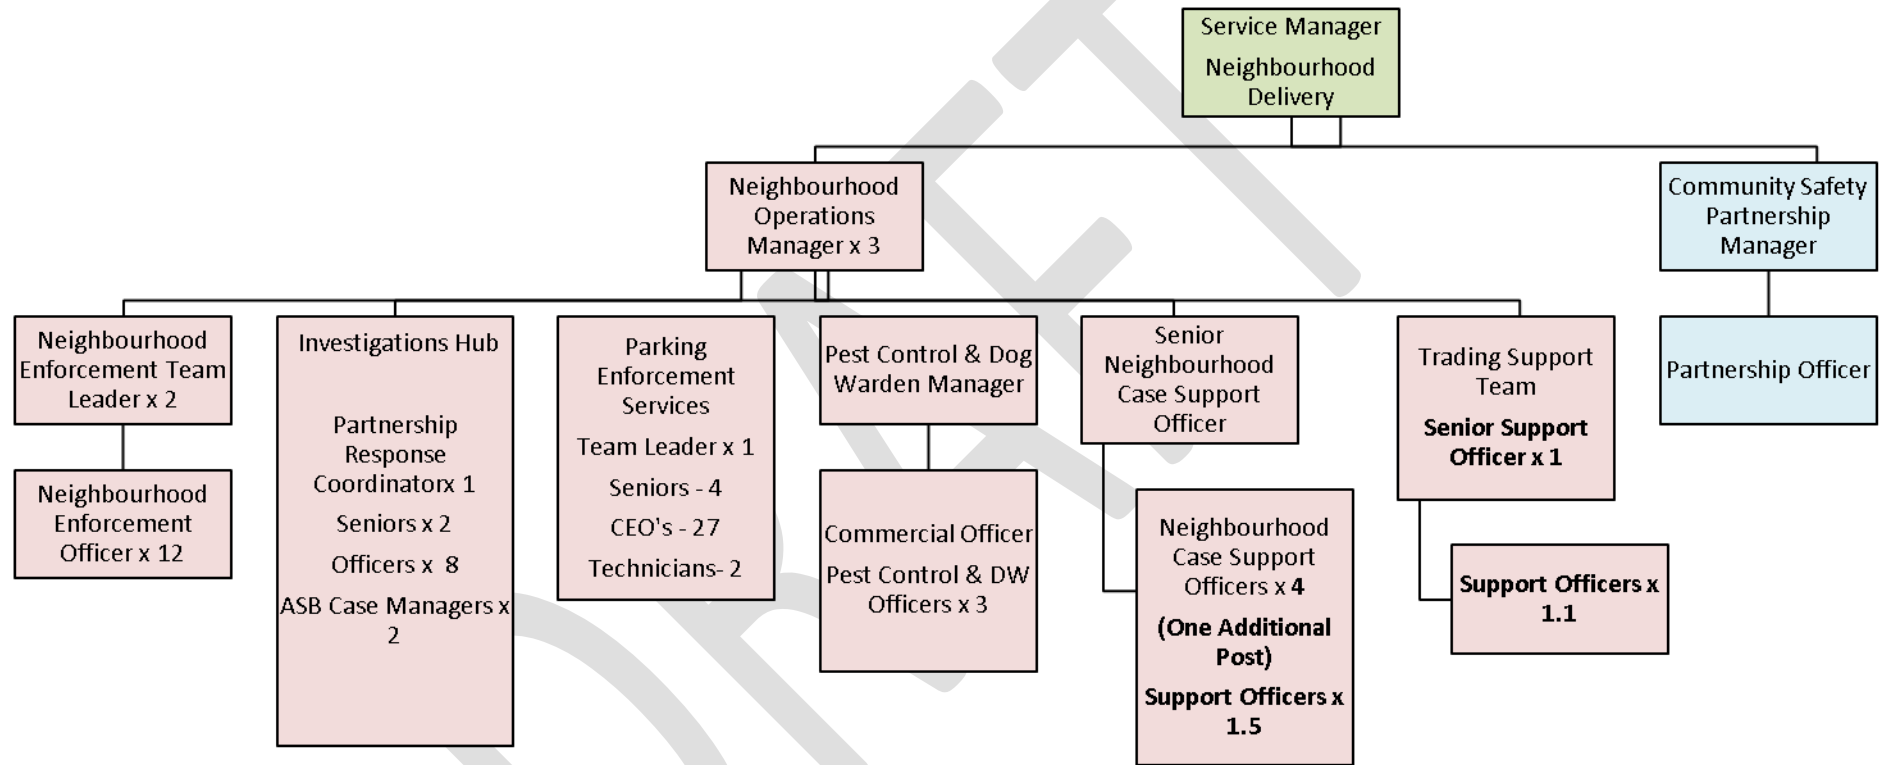 Service Manager
Neighbourhood
Delivery
Neighbourhood
Operations
Manager x 3
Community Safety
Partnership
Manager
Neighbourhood
Enforcement Team
Leader x 2
Neighbourhood
Enforcement
Officer x 12
Investigations Hub
Partnership
Response
Coordinatorx 1
Seniors x 2
Officers x  8
ASB Case Managers x
2
Parking
Enforcement
Services
Team Leader x 1
Seniors - 4
CEO's - 27
Technicians- 2
Pest Control & Dog
Warden Manager
Commercial Officer
Pest Control & DW
Officers x 3
Senior
Neighbourhood
Case Support
Officer
Neighbourhood
Case Support
Officers x 4
(One Additional
Post)
Support Officers x
1.5
Trading Support
Team
Senior Support
Officer x 1
Support Officers x
1.1
Partnership Officer
DRAFT